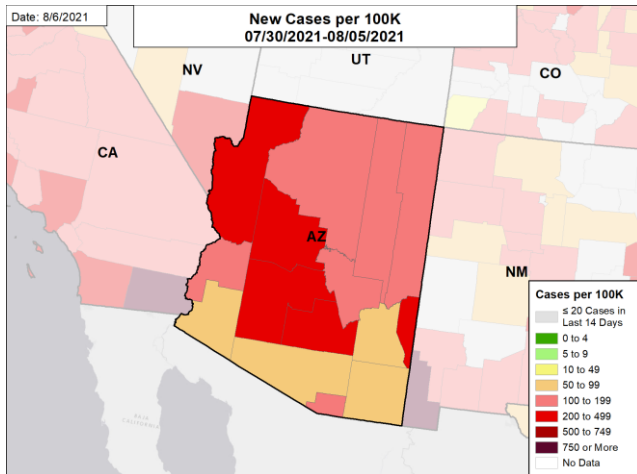 Date: 8/6/2021
New Cases per 100K
07/30/2021-08/05/2021
UT
NV
CO
CA
AZ
NM
BAJA
CALIFORNIA
Cases per 100K
≤ 20 Cases in
Last 14 Days
0 to 4
5 to 9
10 to 49
50 to 99
100 to 199
200 to 499
500 to 749
750 or More
No Data